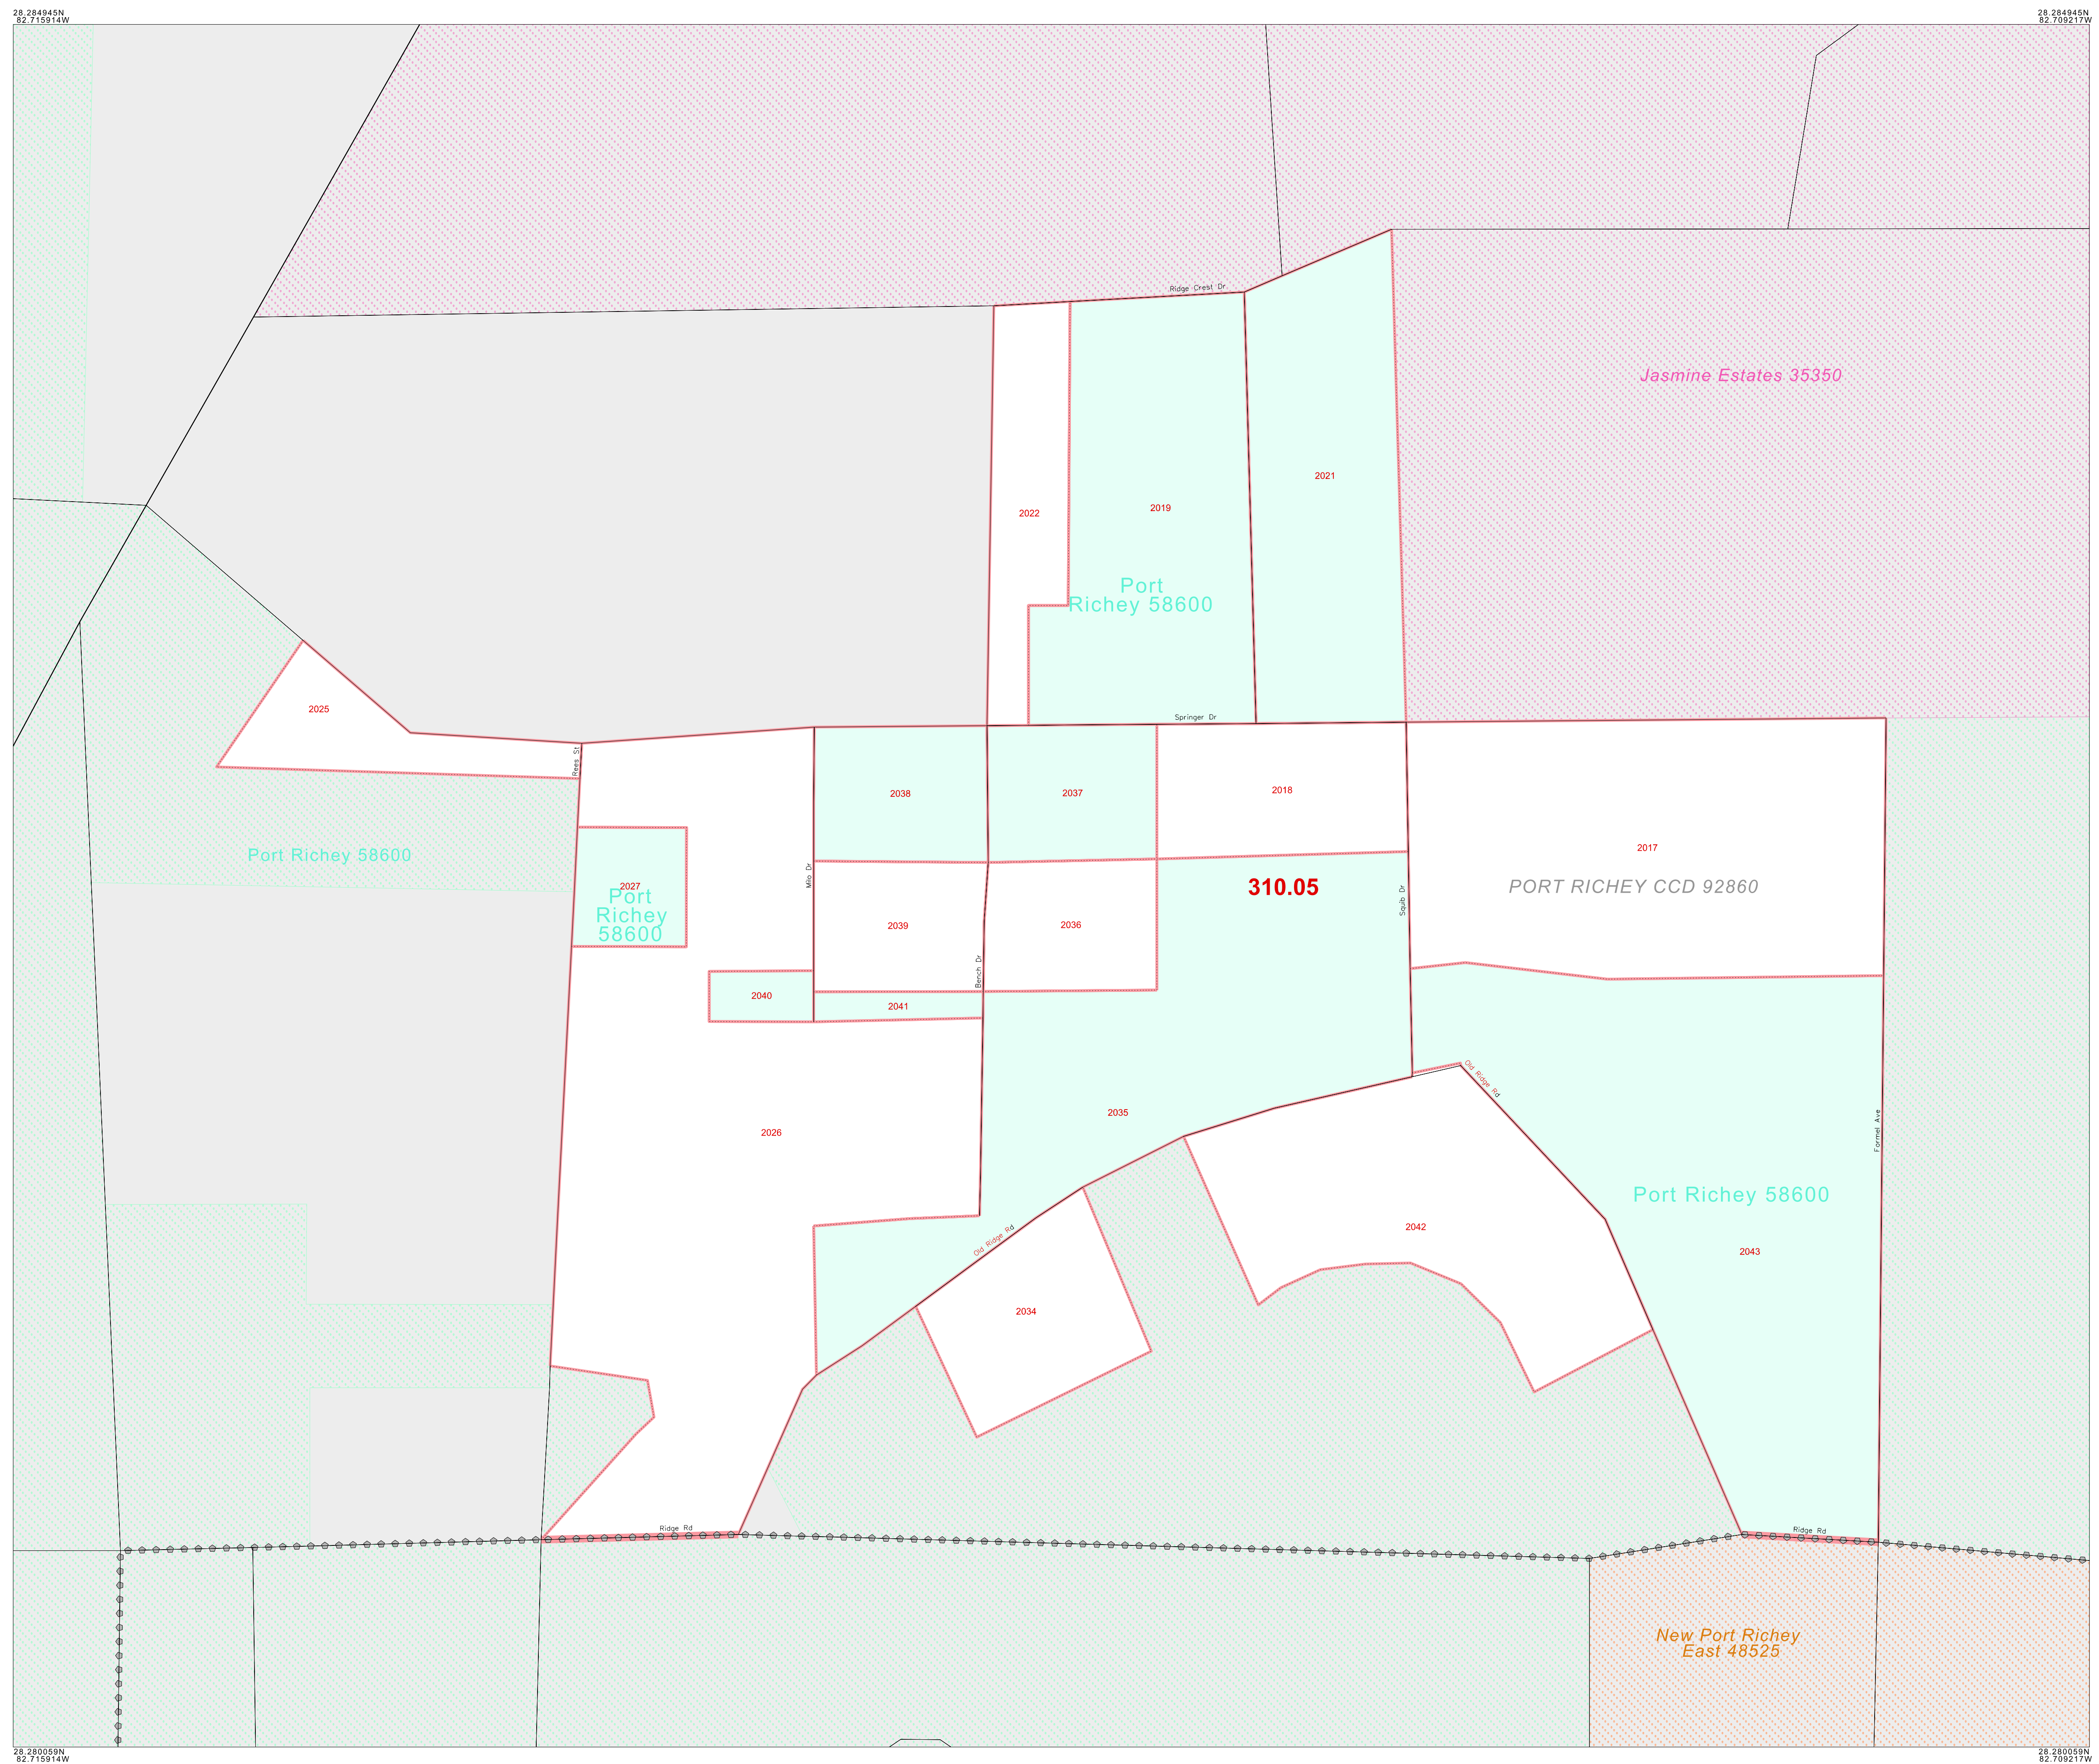 28.284945N
82.715914W
28.284945N
82.709217W
Ridge Crest Dr
Jasmine Estates 35350
2021
2019
2022
Port
Richey 58600
2025
Springer Dr
Rees St
2038
2037
2018
2017
Port Richey 58600
Milo Dr
2027
Port
Richey
58600
310.05
PORT RICHEY CCD 92860
Squib Dr
2039
2036
Bench Dr
2040
2041
Old Ridge Rd
2035
2026
Formel Ave
Port Richey 58600
2042
2043
Old Ridge Rd
2034
Ridge Rd
Ridge Rd
New Port Richey
East 48525
28.280059N
82.715914W
28.280059N
82.709217W